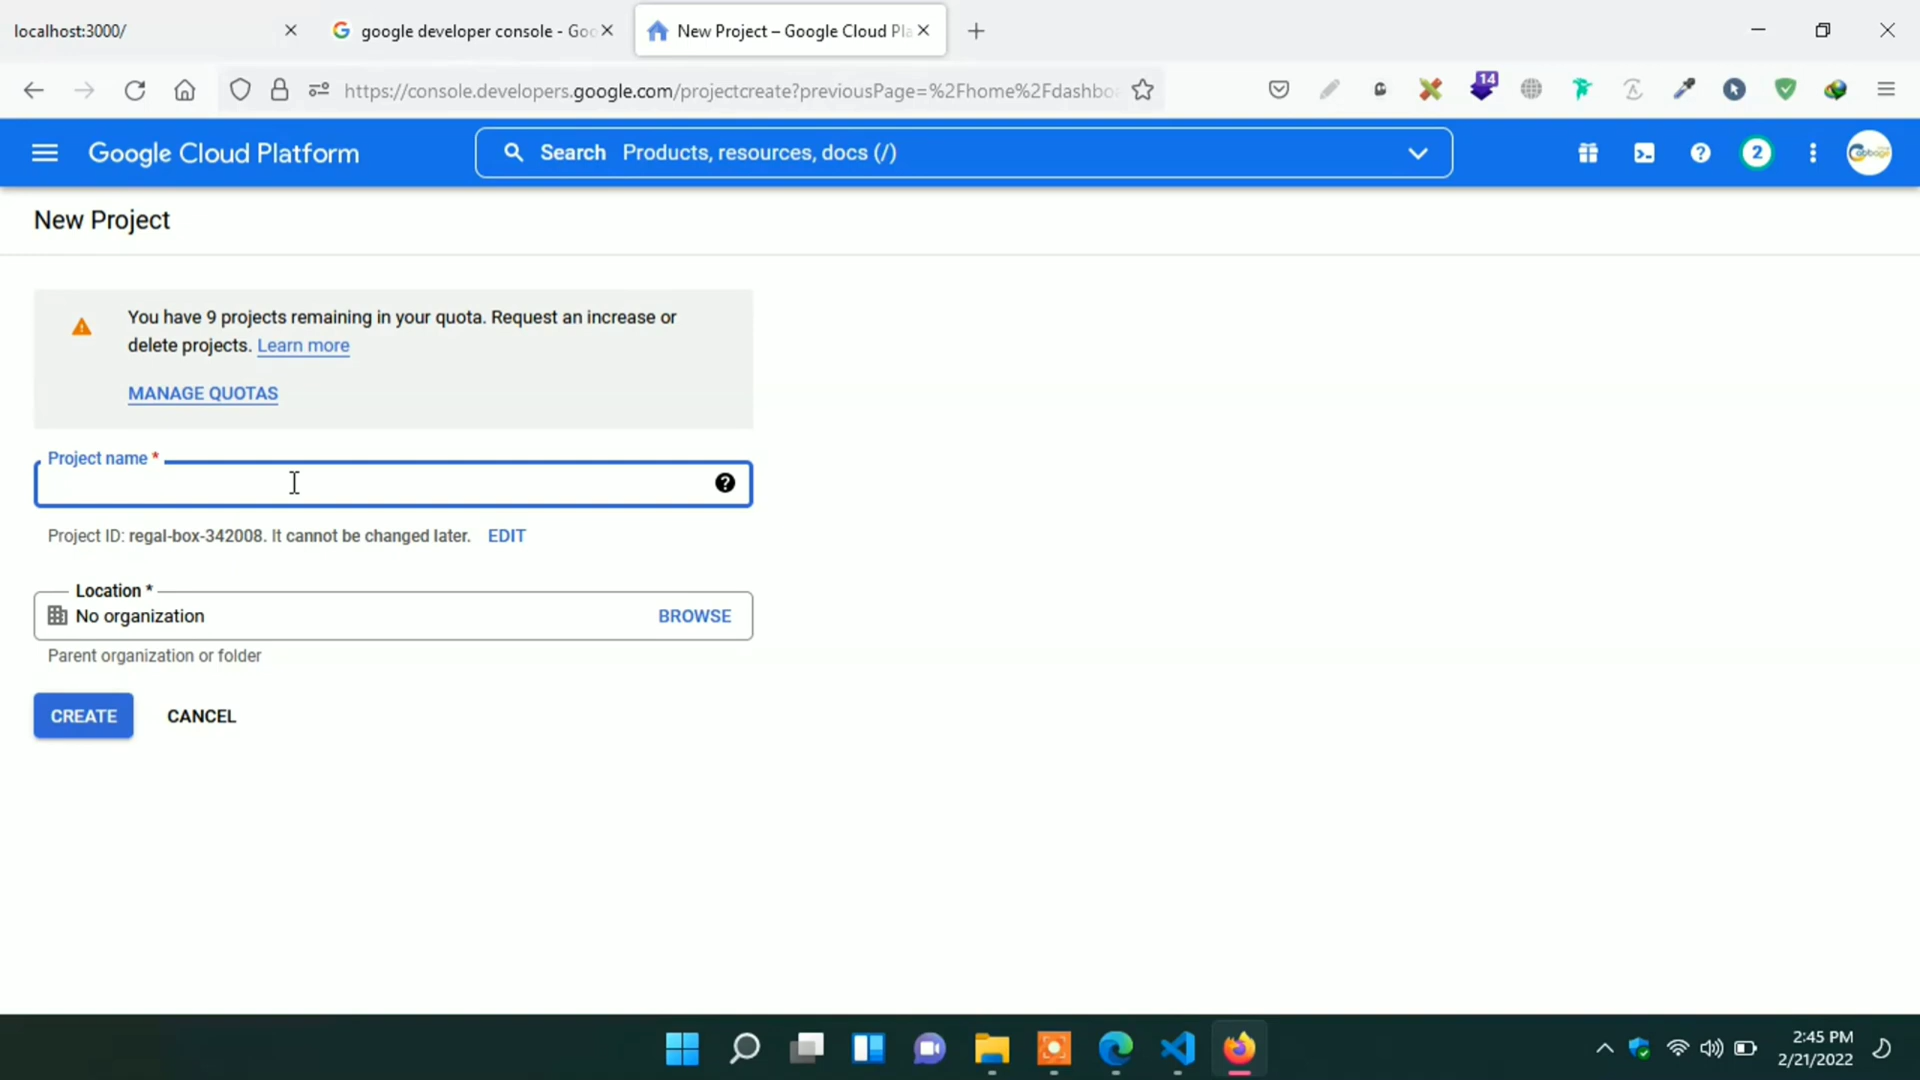 localhost:3000/
google developer console - Goo
New Project – Google Cloud Pla
https://console.developers.google.com/projectcreate?previousPage=%2Fhome%2Fdashbo
14
Google Cloud Platform
Search Products, resources, docs (/)
2
New Project
You have 9 projects remaining in your quota. Request an increase or
delete projects. Learn more
MANAGE QUOTAS
Project name *
Project ID: regal-box-342008. It cannot be changed later. EDIT
Location *
No organization
BROWSE
Parent organization or folder
CREATE
CANCEL
2:45 PM
2/21/2022